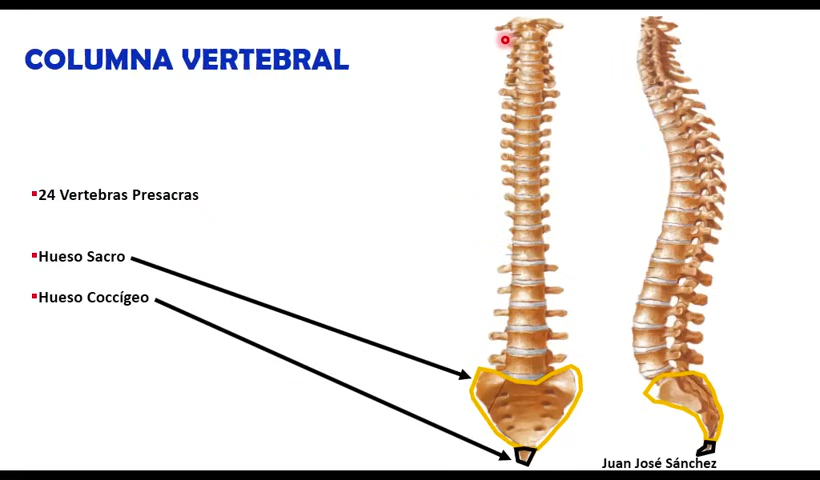 COLUMNA VERTEBRAL
24 Vertebras Presacras
Hueso Sacro
Hueso Coccígeo
Juan José Sánchez